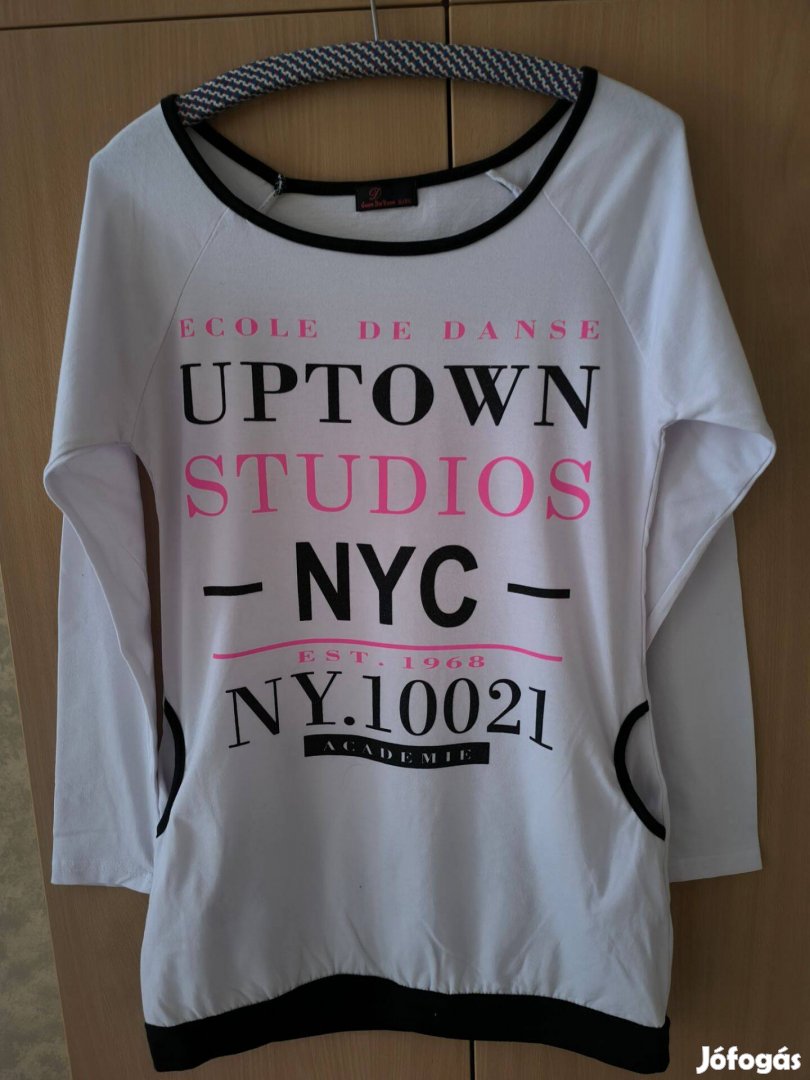 ECOLE DE DANSE
UPTOWN
STUDIOS
— NYC —
EST. 1968
NY.10021
ACADEMIE
Jófogás